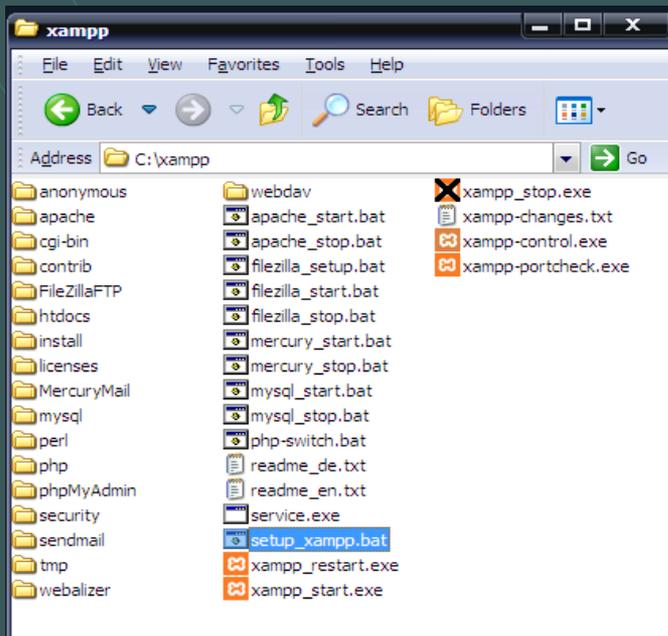 xampp
File Edit View Favorites Tools Help
Back Search Folders
Address C:\xampp Go
anonymous
apache
cgi-bin
contrib
FileZillaFTP
htdocs
install
licenses
MercuryMail
mysql
perl
php
phpMyAdmin
security
sendmail
tmp
webalizer
webdav
apache_start.bat
apache_stop.bat
filezilla_setup.bat
filezilla_start.bat
filezilla_stop.bat
mercury_start.bat
mercury_stop.bat
mysql_start.bat
mysql_stop.bat
php-switch.bat
readme_de.txt
readme_en.txt
service.exe
setup_xampp.bat
xampp_restart.exe
xampp_start.exe
xampp_stop.exe
xampp-changes.txt
xampp-control.exe
xampp-portcheck.exe